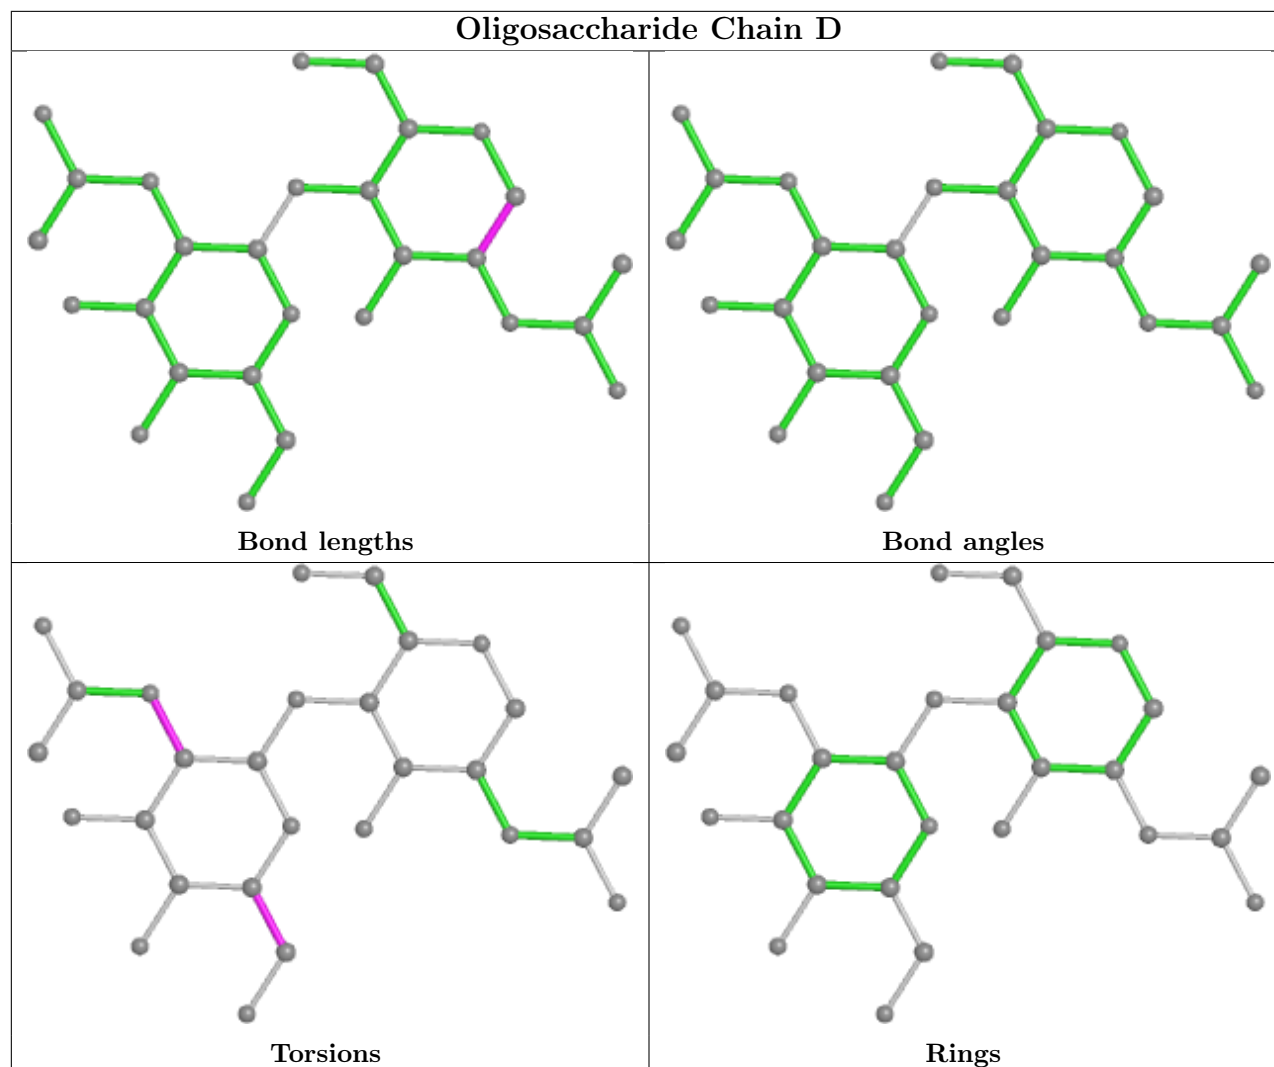 Oligosaccharide Chain D
Bond lengths
Bond angles
Torsions
Rings